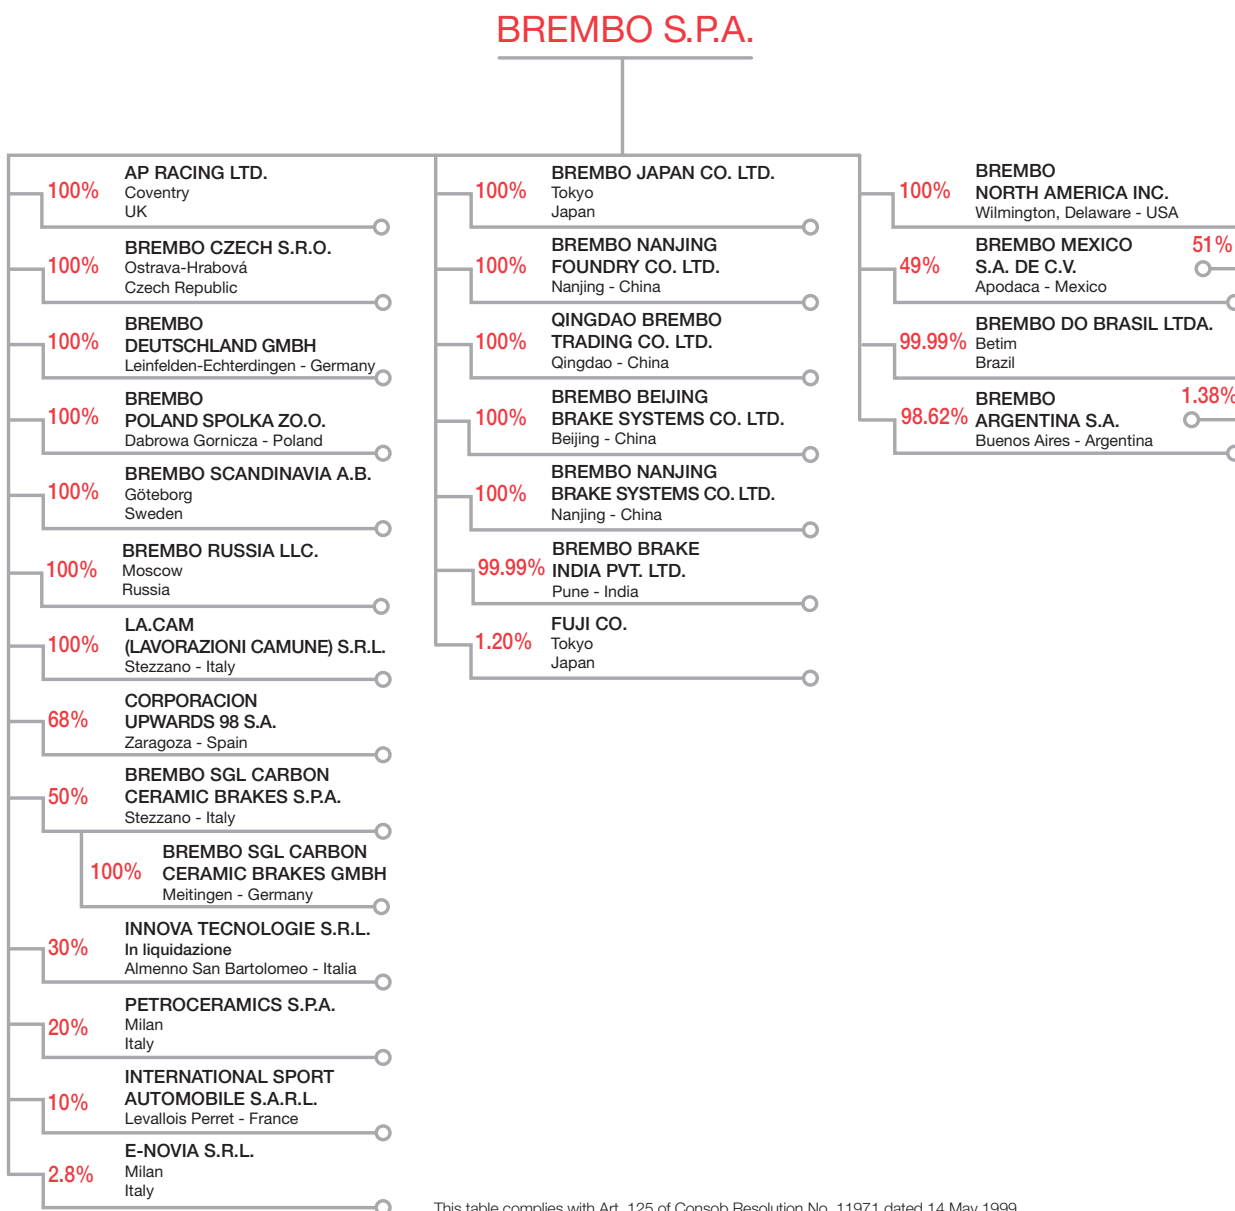 BREMBO S.P.A.
100%
AP RACING LTD.
Coventry
UK
100%
BREMBO CZECH S.R.O.
Ostrava-Hrabová
Czech Republic
100%
BREMBO
DEUTSCHLAND GMBH
Leinfelden-Echterdingen - Germany
100%
BREMBO
POLAND SPOLKA ZO.O.
Dabrowa Gornicza - Poland
100%
BREMBO SCANDINAVIA A.B.
Göteborg
Sweden
100%
BREMBO RUSSIA LLC.
Moscow
Russia
100%
LA.CAM
(LAVORAZIONI CAMUNE) S.R.L.
Stezzano - Italy
68%
CORPORACION
UPWARDS 98 S.A.
Zaragoza - Spain
50%
BREMBO SGL CARBON
CERAMIC BRAKES S.P.A.
Stezzano - Italy
100%
BREMBO SGL CARBON
CERAMIC BRAKES GMBH
Meitingen - Germany
30%
INNOVA TECNOLOGIE S.R.L.
In liquidazione
Almenno San Bartolomeo - Italia
20%
PETROCERAMICS S.P.A.
Milan
Italy
10%
INTERNATIONAL SPORT
AUTOMOBILE S.A.R.L.
Levallois Perret - France
2.8%
E-NOVIA S.R.L.
Milan
Italy
100%
BREMBO JAPAN CO. LTD.
Tokyo
Japan
100%
BREMBO NANJING
FOUNDRY CO. LTD.
Nanjing - China
100%
QINGDAO BREMBO
TRADING CO. LTD.
Qingdao - China
100%
BREMBO BEIJING
BRAKE SYSTEMS CO. LTD.
Beijing - China
100%
BREMBO NANJING
BRAKE SYSTEMS CO. LTD.
Nanjing - China
99.99%
BREMBO BRAKE
INDIA PVT. LTD.
Pune - India
1.20%
FUJI CO.
Tokyo
Japan
100%
BREMBO
NORTH AMERICA INC.
Wilmington, Delaware - USA
49%
BREMBO MEXICO
S.A. DE C.V.
Apodaca - Mexico
51%
99.99%
BREMBO DO BRASIL LTDA.
Betim
Brazil
98.62%
BREMBO
ARGENTINA S.A.
Buenos Aires - Argentina
1.38%
This table complies with Art. 125 of Consob Resolution No. 11971 dated 14 May 1999